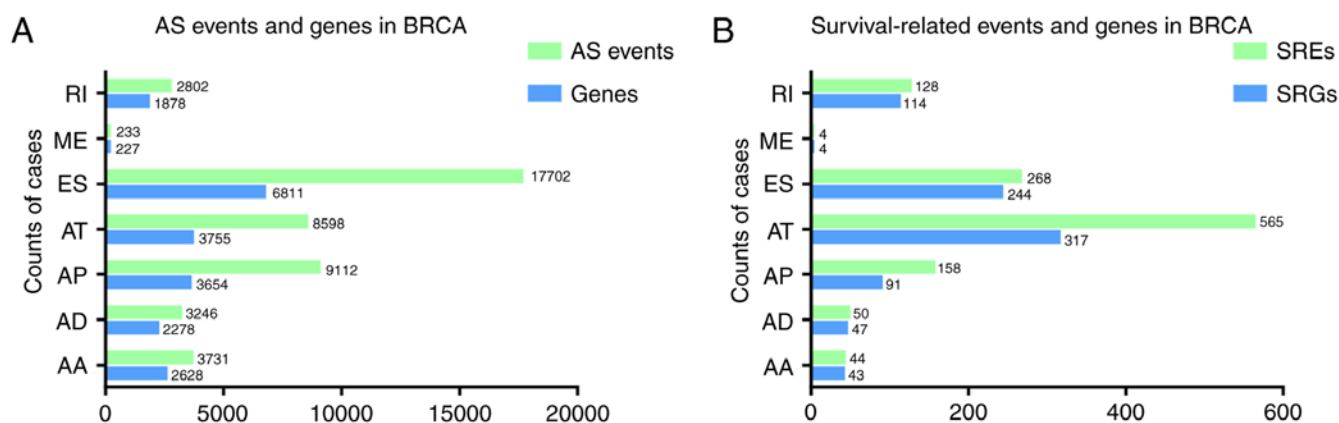 A
AS events and genes in BRCA
AS events
Genes
Counts of cases
RI
2802
1878
ME
233
227
ES
17702
6811
AT
8598
3755
AP
9112
3654
AD
3246
2278
AA
3731
2628
0 5000 10000 15000 20000
B
Survival-related events and genes in BRCA
SREs
SRGs
Counts of cases
RI
128
114
ME
4
4
ES
268
244
AT
565
317
AP
158
91
AD
50
47
AA
44
43
0 200 400 600